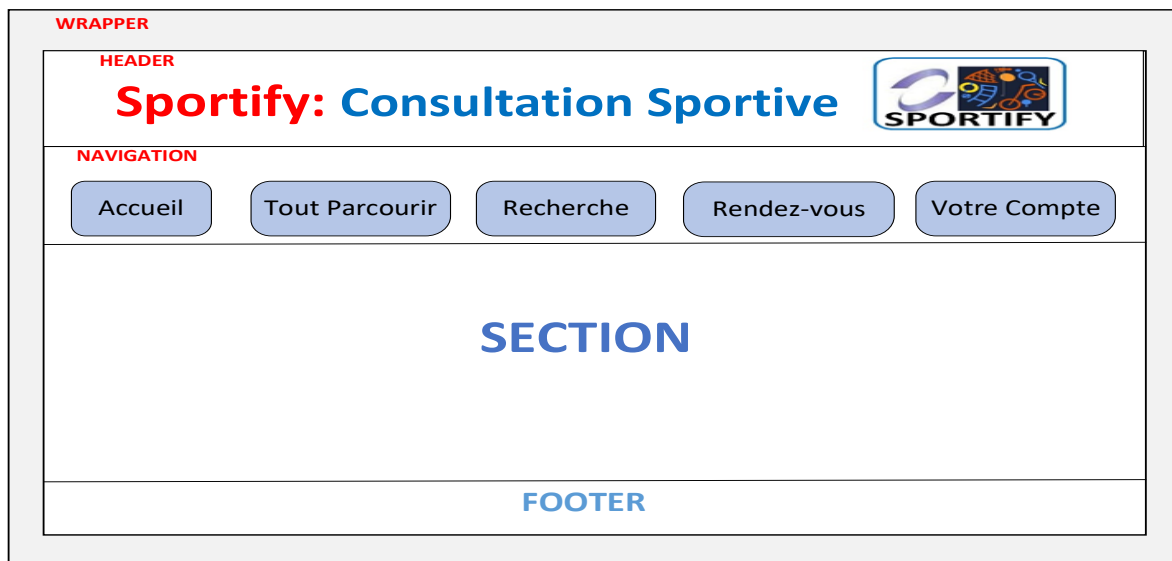 WRAPPER
HEADER
Sportify: Consultation Sportive
SPORTIFY
NAVIGATION
Accueil Tout Parcourir Recherche Rendez-vous Votre Compte
SECTION
FOOTER